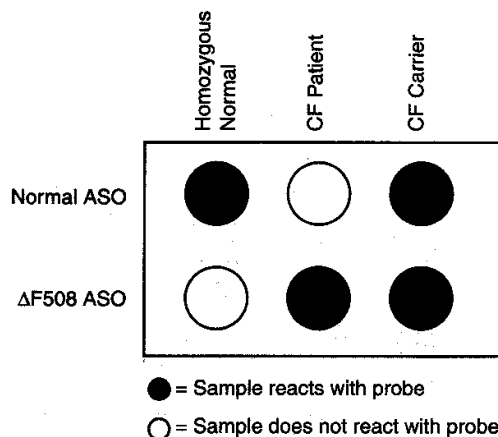 Homozygous
Normal
CF Patient
CF Carrier
Normal ASO
ΔF508 ASO
= Sample reacts with probe
= Sample does not react with probe